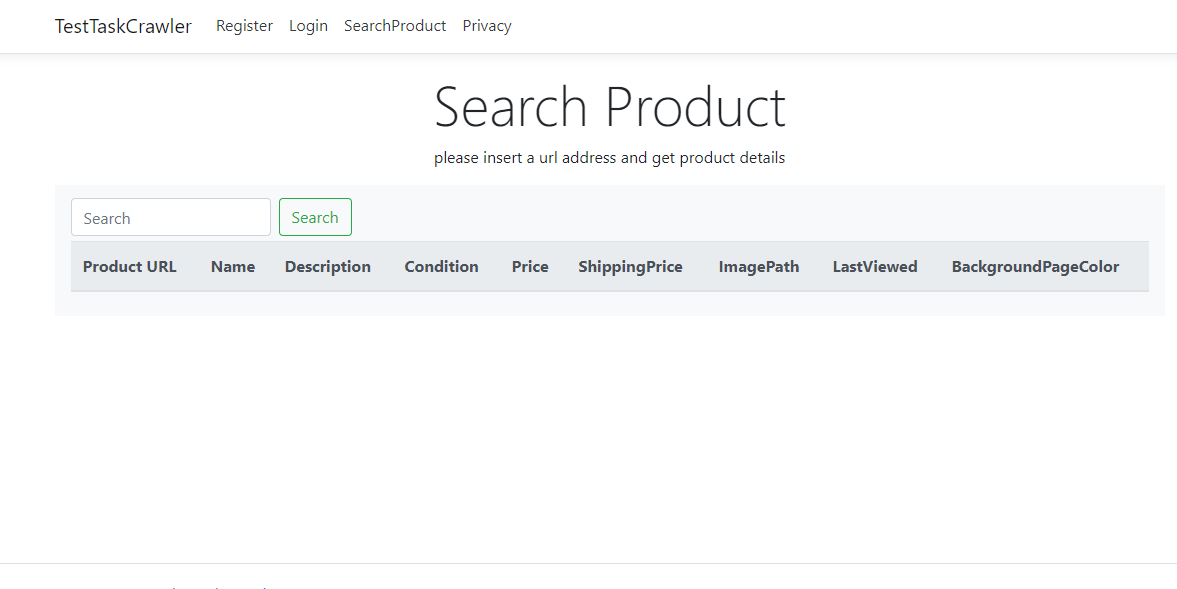 TestTaskCrawler Register Login SearchProduct Privacy
Search Product
please insert a url address and get product details
Search Search
Product URL Name Description Condition Price ShippingPrice ImagePath LastViewed BackgroundPageColor